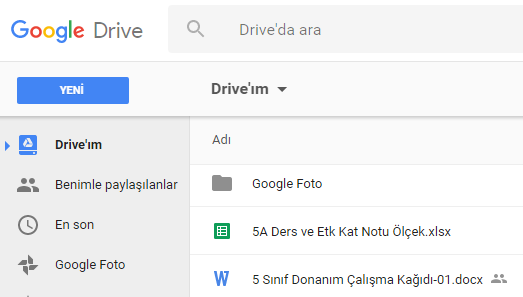 Google Drive
Drive'da ara
YENİ
Drive'ım
Drive'ım
Benimle paylaşılanlar
En son
Google Foto
Adı
Google Foto
5A Ders ve Etk Kat Notu Ölçek.xlsx
5 Sınıf Donanım Çalışma Kağıdı-01.docx